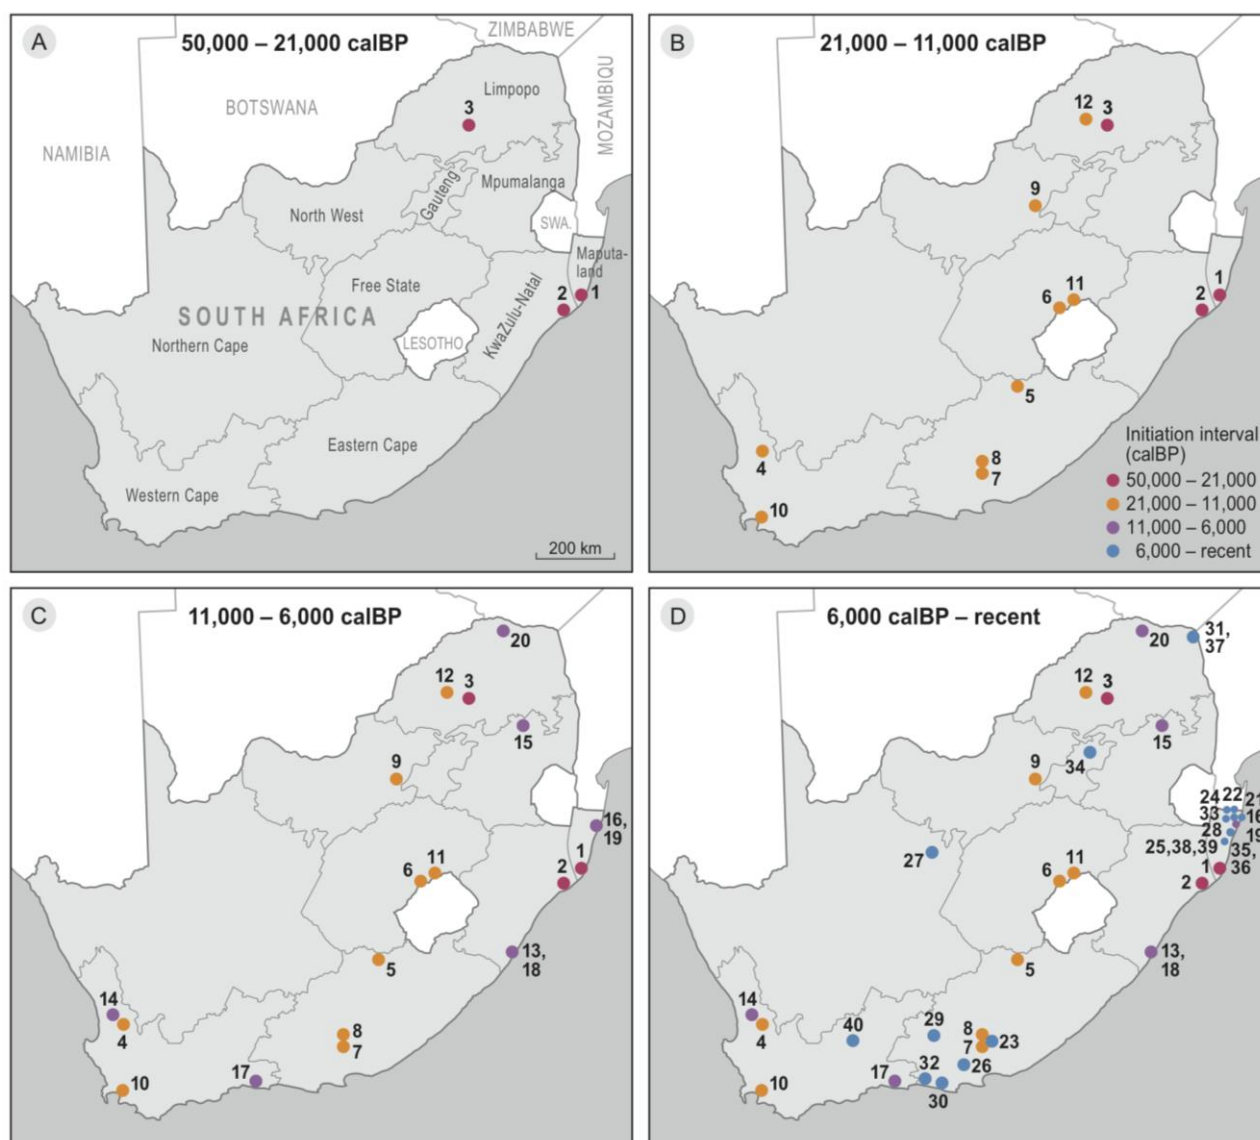 A
50,000 – 21,000 calBP
ZIMBABWE
Limpopo
BOTSWANA
3
MOZAMBIQU
NAMIBIA
Gauteng
Mpumalanga
North West
SWA.
Maputa-
land
Free State
2
1
SOUTH AFRICA
KwaZulu-Natal
LESOTHO
Northern Cape
Eastern Cape
Western Cape
200 km
B
21,000 – 11,000 calBP
12
3
9
1
11
6
2
5
4
8
7
10
Initiation interval
(calBP)
50,000 – 21,000
21,000 – 11,000
11,000 – 6,000
6,000 – recent
C
11,000 – 6,000 calBP
20
12
3
15
9
16,
19
11
1
6
2
13,
18
5
14
4
8
7
17
10
D
6,000 calBP – recent
31,
37
20
12
3
15
9
34
24
22
21
33
16
28
19
25,38,39
35,
36
27
11
1
6
2
13,
18
5
14
4
40
29
8
7
23
26
17
32
30
10